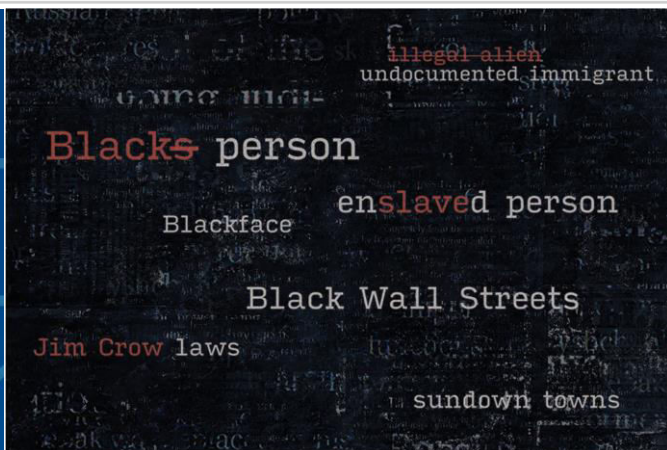 illegal alien
undocumented immigrant
Blacks person
enslaved person
Blackface
Black Wall Streets
Jim Crow laws
sundown towns